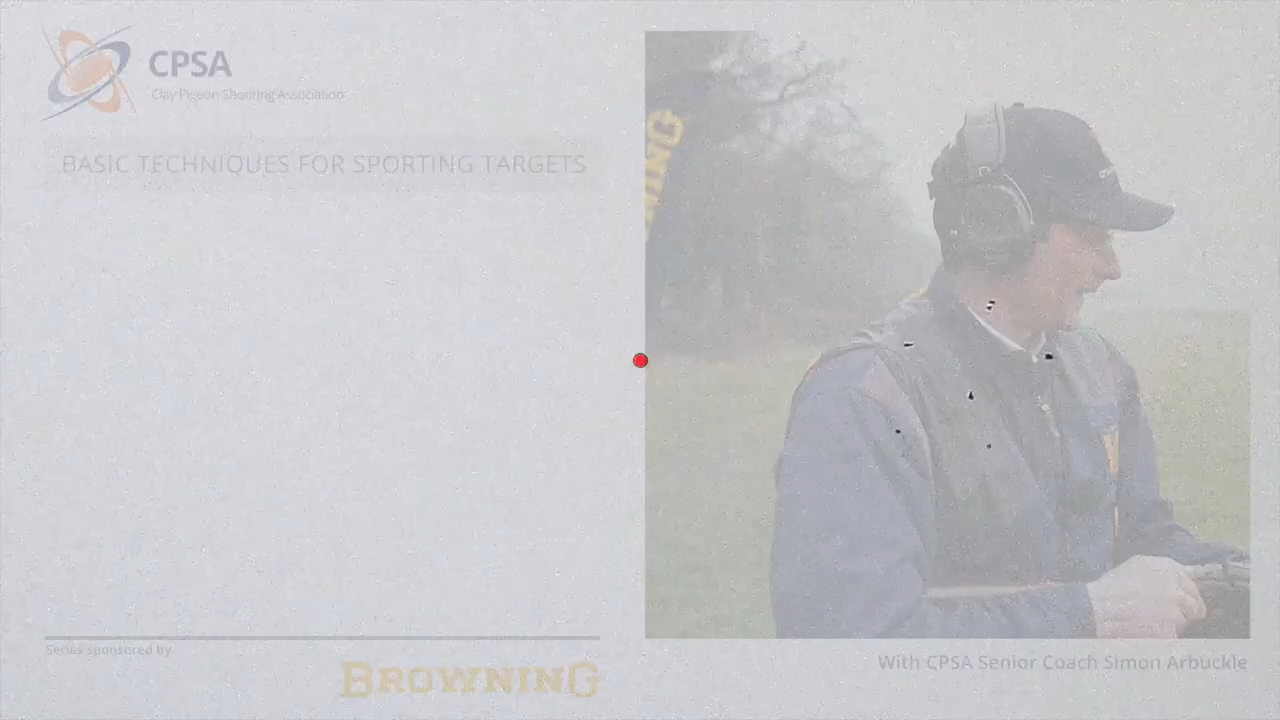 CPSA
Clay Pigeon Shooting Association
BASIC TECHNIQUES FOR SPORTING TARGETS
Series sponsored by
BROWNING
With CPSA Senior Coach Simon Arbuckle